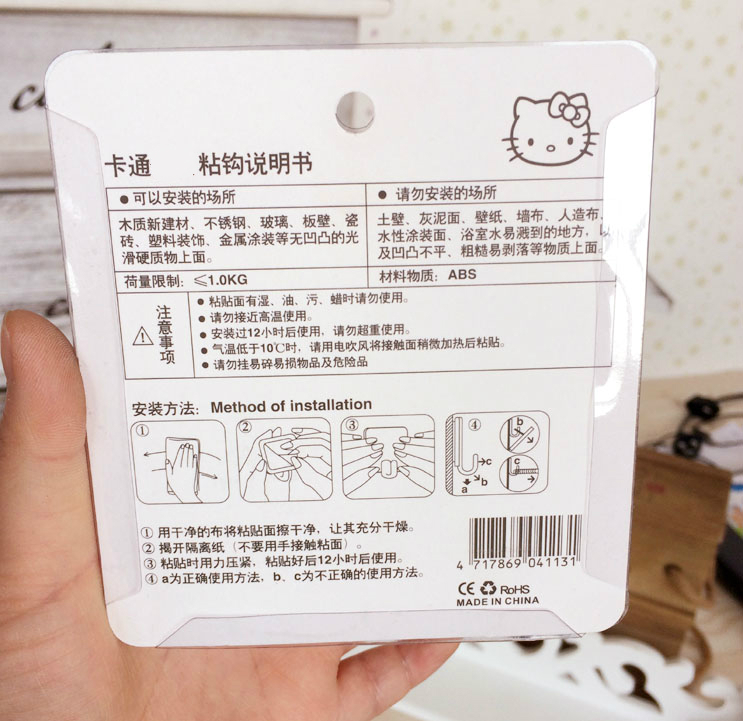 卡通 粘钩说明书
● 可以安装的场所
● 请勿安装的场所
木质新建材、不锈钢、玻璃、板壁、瓷
砖、塑料装饰、金属涂装等无凹凸的光
滑硬质物上面。
土壁、灰泥面、壁纸、墙布、人造布、
水性涂装面、浴室水易溅到的地方，以
及凹凸不平、粗糙易剥落等物质上面。
荷量限制: ≤1.0KG
材料物质: ABS
注意事项
● 粘贴面有湿、油、污、蜡时请勿使用。
● 请勿接近高温使用。
● 安装过12小时后使用，请勿超重使用。
● 气温低于10℃时，请用电吹风将接触面稍微加热后粘贴。
● 请勿挂易碎易损物品及危险品
安装方法: Method of installation
① ② ③ ④
b
c
c
b
a
① 用干净的布将粘贴面擦干净，让其充分干燥。
② 揭开隔离纸（不要用手接触粘面）。
③ 粘贴时用力压紧，粘贴好后12小时后使用。
④ a为正确使用方法，b、c为不正确的使用方法。
4 717869 041131
CE RoHS
MADE IN CHINA